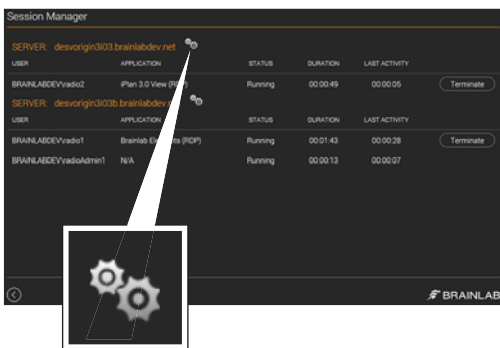 Session Manager
SERVER: desvorigin3i03.brainlabdev.net
USER APPLICATION STATUS DURATION LAST ACTIVITY
BRAINLABDEV\radio2 iPlan 3.0 View (RDP) Running 00:00:49 00:00:05 Terminate
SERVER: desvorigin3i03b.brainlabdev
USER APPLICATION STATUS DURATION LAST ACTIVITY
BRAINLABDEV\radio1 Brainlab (RDP) Running 00:01:43 00:00:28 Terminate
BRAINLABDEV\radioAdmin1 N/A Running 00:00:13 00:00:07
BRAINLAB